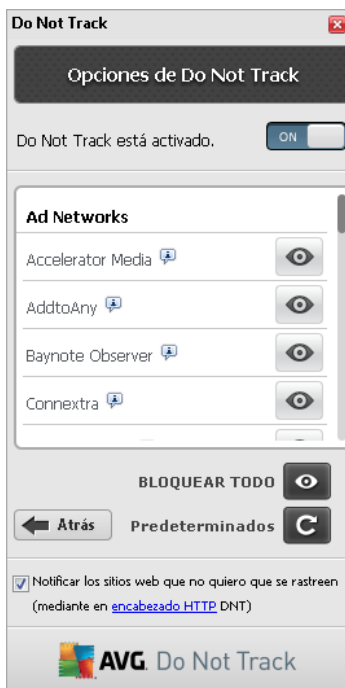 Do Not Track
Opciones de Do Not Track
Do Not Track está activado.
ON
Ad Networks
Accelerator Media
AddtoAny
Baynote Observer
Connextra
BLOQUEAR TODO
Atrás
Predeterminados
Notificar los sitios web que no quiero que se rastreen
(mediante en encabezado HTTP DNT)
AVG. Do Not Track